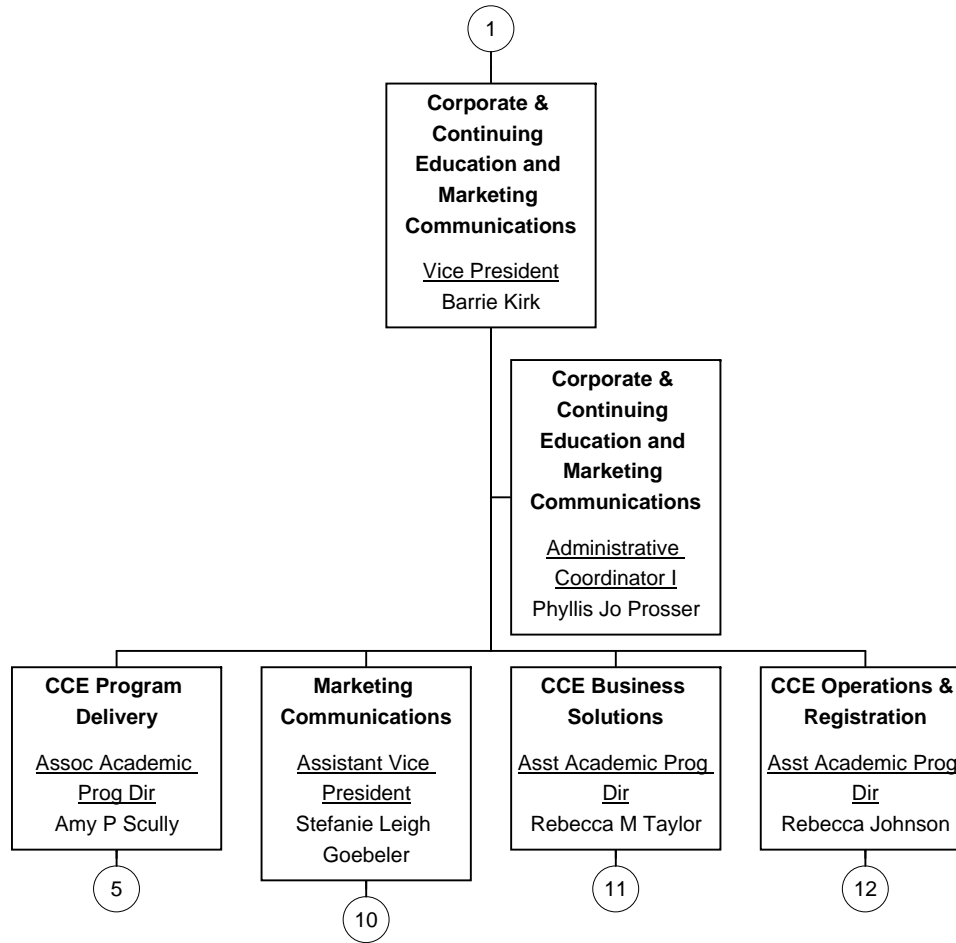 1
Corporate &
Continuing
Education and
Marketing
Communications
Vice President
Barrie Kirk
Corporate &
Continuing
Education and
Marketing
Communications
Administrative
Coordinator I
Phyllis Jo Prosser
CCE Program
Delivery
Assoc Academic
Prog Dir
Amy P Scully
5
Marketing
Communications
Assistant Vice
President
Stefanie Leigh
Goebeler
10
CCE Business
Solutions
Asst Academic Prog
Dir
Rebecca M Taylor
11
CCE Operations &
Registration
Asst Academic Prog
Dir
Rebecca Johnson
12